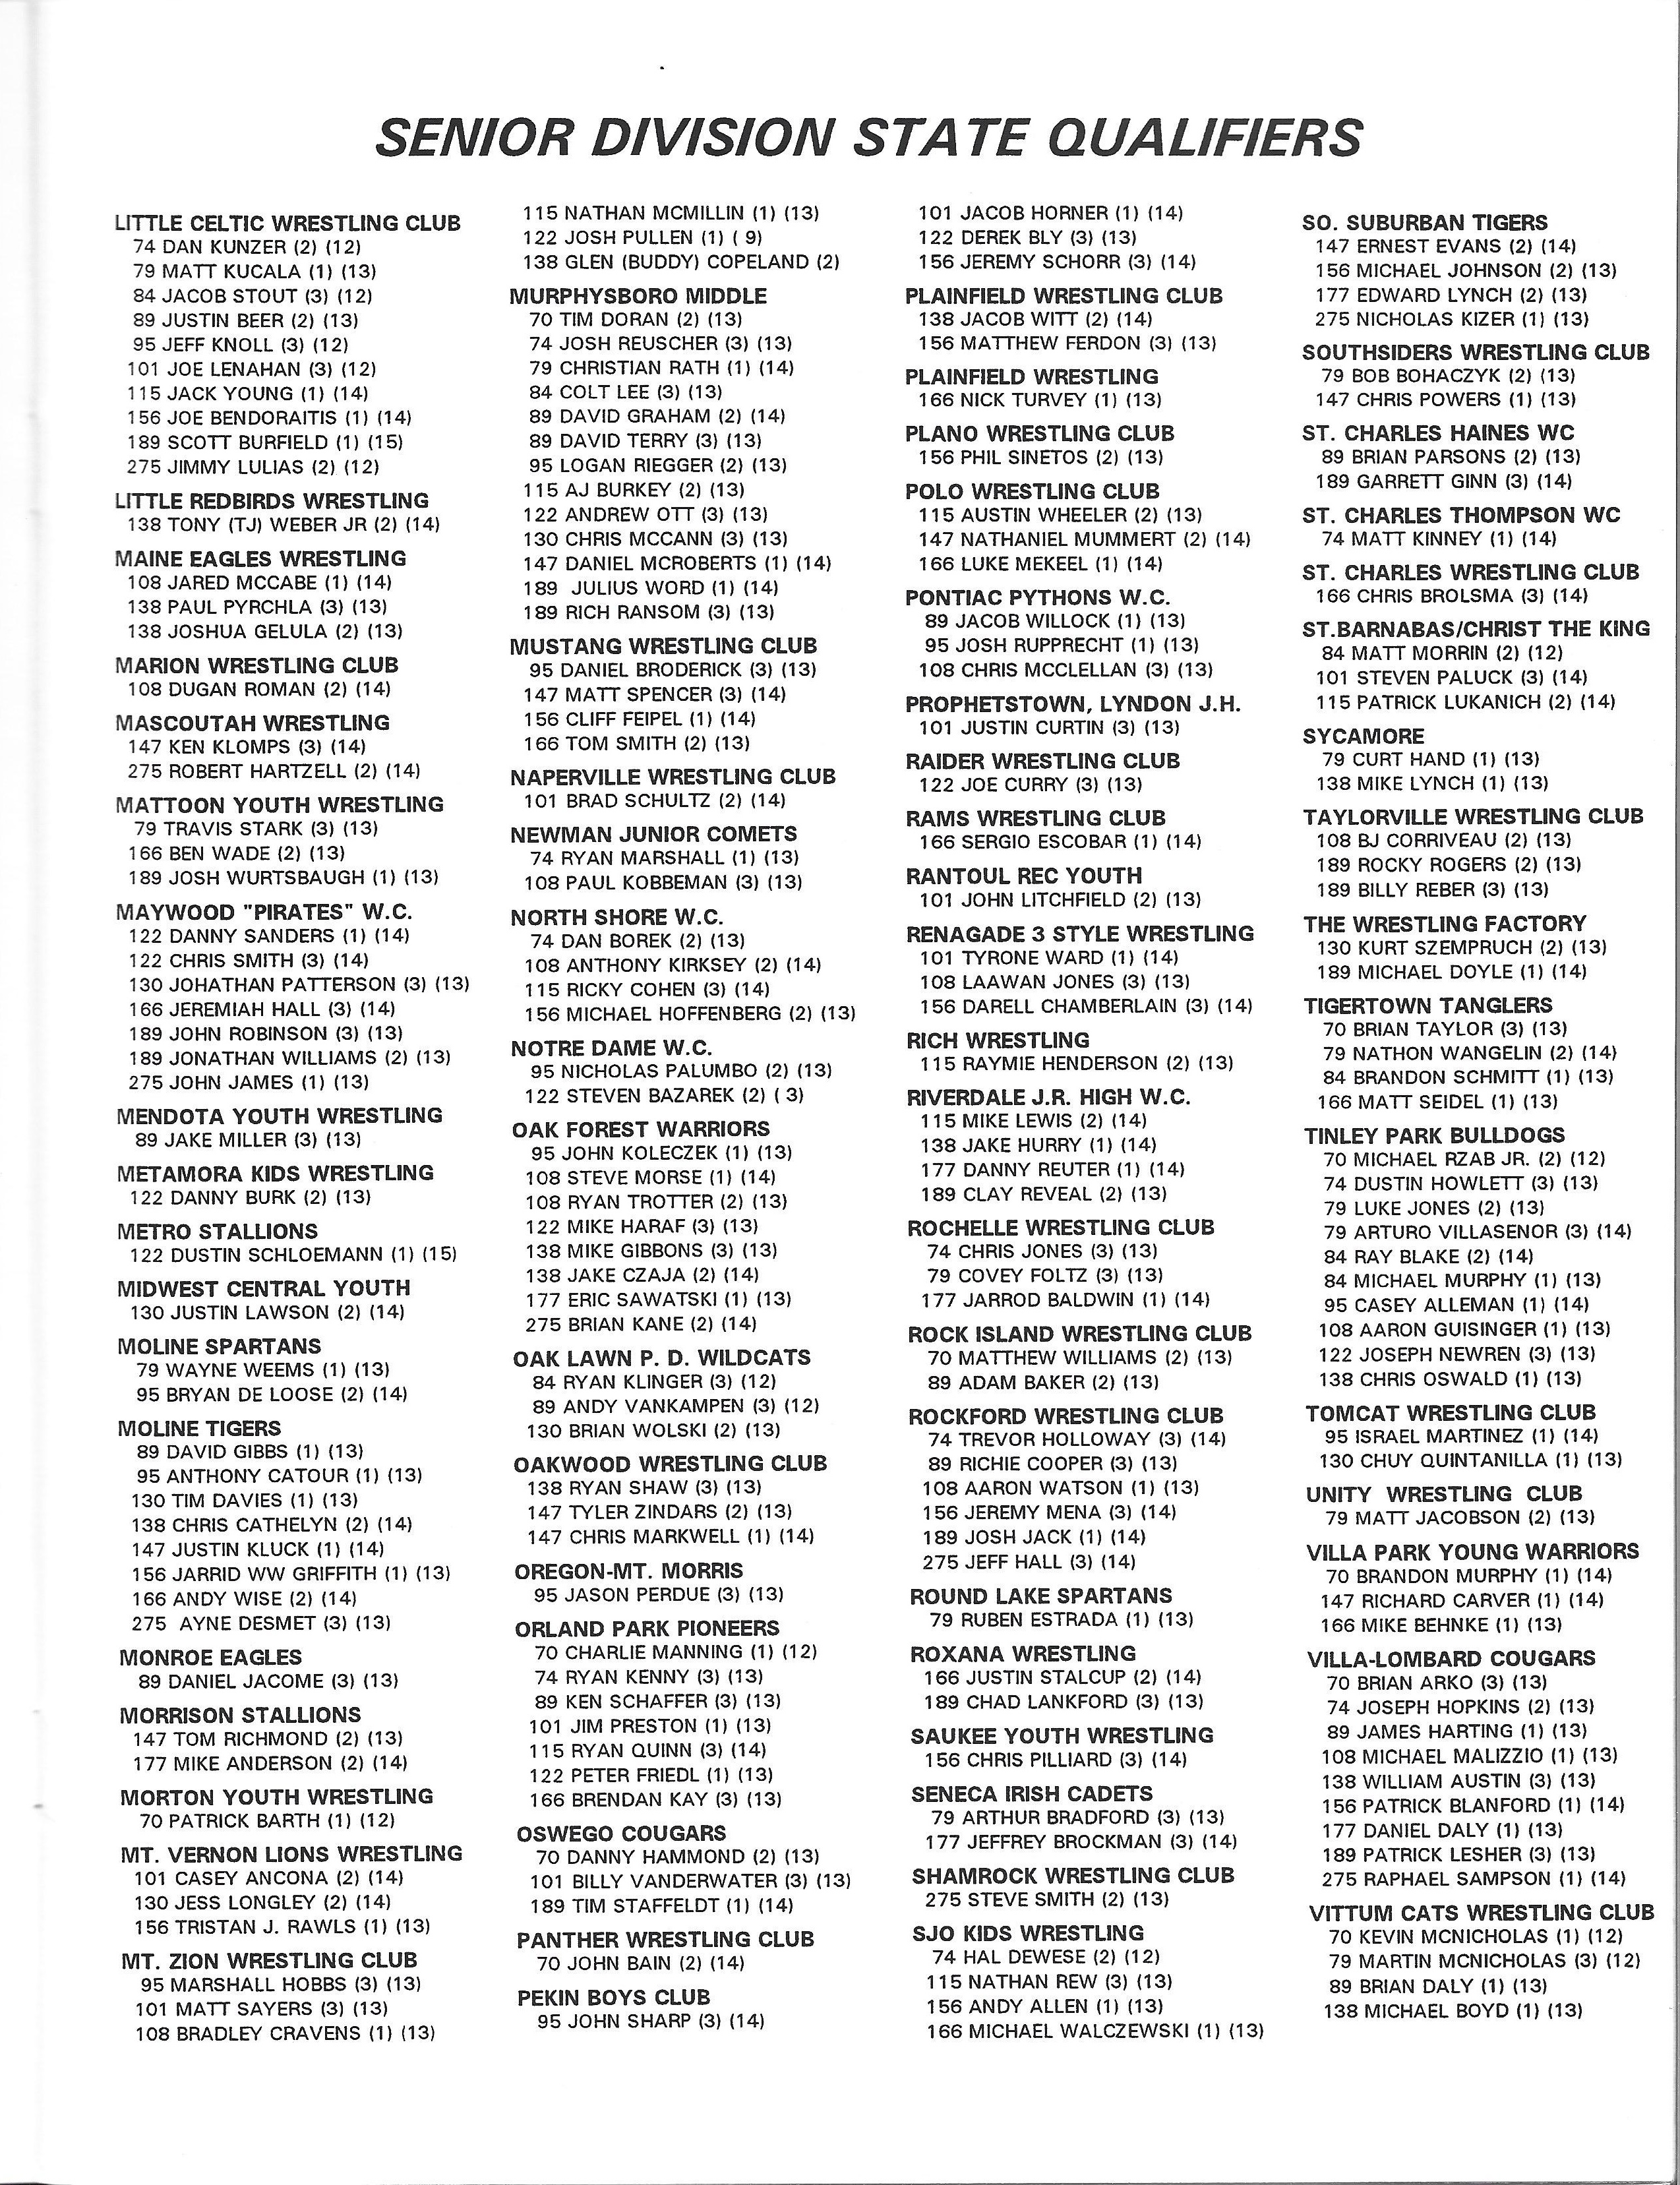 SENIOR DIVISION STATE QUALIFIERS
LITTLE CELTIC WRESTLING CLUB
74 DAN KUNZER (2) (12)
79 MATT KUCALA (1) (13)
84 JACOB STOUT (3) (12)
89 JUSTIN BEER (2) (13)
95 JEFF KNOLL (3) (12)
101 JOE LENAHAN (3) (12)
115 JACK YOUNG (1) (14)
156 JOE BENDORAITIS (1) (14)
189 SCOTT BURFIELD (1) (15)
275 JIMMY LULIAS (2) (12)
LITTLE REDBIRDS WRESTLING
138 TONY (TJ) WEBER JR (2) (14)
MAINE EAGLES WRESTLING
108 JARED MCCABE (1) (14)
138 PAUL PYRCHLA (3) (13)
138 JOSHUA GELULA (2) (13)
MARION WRESTLING CLUB
108 DUGAN ROMAN (2) (14)
MASCOUTAH WRESTLING
147 KEN KLOMPS (3) (14)
275 ROBERT HARTZELL (2) (14)
MATTOON YOUTH WRESTLING
79 TRAVIS STARK (3) (13)
166 BEN WADE (2) (13)
189 JOSH WURTSBAUGH (1) (13)
MAYWOOD "PIRATES" W.C.
122 DANNY SANDERS (1) (14)
122 CHRIS SMITH (3) (14)
130 JOHATHAN PATTERSON (3) (13)
166 JEREMIAH HALL (3) (14)
189 JOHN ROBINSON (3) (13)
189 JONATHAN WILLIAMS (2) (13)
275 JOHN JAMES (1) (13)
MENDOTA YOUTH WRESTLING
89 JAKE MILLER (3) (13)
METAMORA KIDS WRESTLING
122 DANNY BURK (2) (13)
METRO STALLIONS
122 DUSTIN SCHLOEMANN (1) (15)
MIDWEST CENTRAL YOUTH
130 JUSTIN LAWSON (2) (14)
MOLINE SPARTANS
79 WAYNE WEEMS (1) (13)
95 BRYAN DE LOOSE (2) (14)
MOLINE TIGERS
89 DAVID GIBBS (1) (13)
95 ANTHONY CATOUR (1) (13)
130 TIM DAVIES (1) (13)
138 CHRIS CATHELYN (2) (14)
147 JUSTIN KLUCK (1) (14)
156 JARRID WW GRIFFITH (1) (13)
166 ANDY WISE (2) (14)
275 AYNE DESMET (3) (13)
MONROE EAGLES
89 DANIEL JACOME (3) (13)
MORRISON STALLIONS
147 TOM RICHMOND (2) (13)
177 MIKE ANDERSON (2) (14)
MORTON YOUTH WRESTLING
70 PATRICK BARTH (1) (12)
MT. VERNON LIONS WRESTLING
101 CASEY ANCONA (2) (14)
130 JESS LONGLEY (2) (14)
156 TRISTAN J. RAWLS (1) (13)
MT. ZION WRESTLING CLUB
95 MARSHALL HOBBS (3) (13)
101 MATT SAYERS (3) (13)
108 BRADLEY CRAVENS (1) (13)
115 NATHAN MCMILLIN (1) (13)
122 JOSH PULLEN (1) ( 9)
138 GLEN (BUDDY) COPELAND (2)
MURPHYSBORO MIDDLE
70 TIM DORAN (2) (13)
74 JOSH REUSCHER (3) (13)
79 CHRISTIAN RATH (1) (14)
84 COLT LEE (3) (13)
89 DAVID GRAHAM (2) (14)
89 DAVID TERRY (3) (13)
95 LOGAN RIEGGER (2) (13)
115 AJ BURKEY (2) (13)
122 ANDREW OTT (3) (13)
130 CHRIS MCCANN (3) (13)
147 DANIEL MCROBERTS (1) (14)
189 JULIUS WORD (1) (14)
189 RICH RANSOM (3) (13)
MUSTANG WRESTLING CLUB
95 DANIEL BRODERICK (3) (13)
147 MATT SPENCER (3) (14)
156 CLIFF FEIPEL (1) (14)
166 TOM SMITH (2) (13)
NAPERVILLE WRESTLING CLUB
101 BRAD SCHULTZ (2) (14)
NEWMAN JUNIOR COMETS
74 RYAN MARSHALL (1) (13)
108 PAUL KOBBEMAN (3) (13)
NORTH SHORE W.C.
74 DAN BOREK (2) (13)
108 ANTHONY KIRKSEY (2) (14)
115 RICKY COHEN (3) (14)
156 MICHAEL HOFFENBERG (2) (13)
NOTRE DAME W.C.
95 NICHOLAS PALUMBO (2) (13)
122 STEVEN BAZAREK (2) ( 3)
OAK FOREST WARRIORS
95 JOHN KOLECZEK (1) (13)
108 STEVE MORSE (1) (14)
108 RYAN TROTTER (2) (13)
122 MIKE HARAF (3) (13)
138 MIKE GIBBONS (3) (13)
138 JAKE CZAJA (2) (14)
177 ERIC SAWATSKI (1) (13)
275 BRIAN KANE (2) (14)
OAK LAWN P. D. WILDCATS
84 RYAN KLINGER (3) (12)
89 ANDY VANKAMPEN (3) (12)
130 BRIAN WOLSKI (2) (13)
OAKWOOD WRESTLING CLUB
138 RYAN SHAW (3) (13)
147 TYLER ZINDARS (2) (13)
147 CHRIS MARKWELL (1) (14)
OREGON-MT. MORRIS
95 JASON PERDUE (3) (13)
ORLAND PARK PIONEERS
70 CHARLIE MANNING (1) (12)
74 RYAN KENNY (3) (13)
89 KEN SCHAFFER (3) (13)
101 JIM PRESTON (1) (13)
115 RYAN QUINN (3) (14)
122 PETER FRIEDL (1) (13)
166 BRENDAN KAY (3) (13)
OSWEGO COUGARS
70 DANNY HAMMOND (2) (13)
101 BILLY VANDERWATER (3) (13)
189 TIM STAFFELDT (1) (14)
PANTHER WRESTLING CLUB
70 JOHN BAIN (2) (14)
PEKIN BOYS CLUB
95 JOHN SHARP (3) (14)
101 JACOB HORNER (1) (14)
122 DEREK BLY (3) (13)
156 JEREMY SCHORR (3) (14)
PLAINFIELD WRESTLING CLUB
138 JACOB WITT (2) (14)
156 MATTHEW FERDON (3) (13)
PLAINFIELD WRESTLING
166 NICK TURVEY (1) (13)
PLANO WRESTLING CLUB
156 PHIL SINETOS (2) (13)
POLO WRESTLING CLUB
115 AUSTIN WHEELER (2) (13)
147 NATHANIEL MUMMERT (2) (14)
166 LUKE MEKEEL (1) (14)
PONTIAC PYTHONS W.C.
89 JACOB WILLOCK (1) (13)
95 JOSH RUPPRECHT (1) (13)
108 CHRIS MCCLELLAN (3) (13)
PROPHETSTOWN, LYNDON J.H.
101 JUSTIN CURTIN (3) (13)
RAIDER WRESTLING CLUB
122 JOE CURRY (3) (13)
RAMS WRESTLING CLUB
166 SERGIO ESCOBAR (1) (14)
RANTOUL REC YOUTH
101 JOHN LITCHFIELD (2) (13)
RENAGADE 3 STYLE WRESTLING
101 TYRONE WARD (1) (14)
108 LAAWAN JONES (3) (13)
156 DARELL CHAMBERLAIN (3) (14)
RICH WRESTLING
115 RAYMIE HENDERSON (2) (13)
RIVERDALE J.R. HIGH W.C.
115 MIKE LEWIS (2) (14)
138 JAKE HURRY (1) (14)
177 DANNY REUTER (1) (14)
189 CLAY REVEAL (2) (13)
ROCHELLE WRESTLING CLUB
74 CHRIS JONES (3) (13)
79 COVEY FOLTZ (3) (13)
177 JARROD BALDWIN (1) (14)
ROCK ISLAND WRESTLING CLUB
70 MATTHEW WILLIAMS (2) (13)
89 ADAM BAKER (2) (13)
ROCKFORD WRESTLING CLUB
74 TREVOR HOLLOWAY (3) (14)
89 RICHIE COOPER (3) (13)
108 AARON WATSON (1) (13)
156 JEREMY MENA (3) (14)
189 JOSH JACK (1) (14)
275 JEFF HALL (3) (14)
ROUND LAKE SPARTANS
79 RUBEN ESTRADA (1) (13)
ROXANA WRESTLING
166 JUSTIN STALCUP (2) (14)
189 CHAD LANKFORD (3) (13)
SAUKEE YOUTH WRESTLING
156 CHRIS PILLIARD (3) (14)
SENECA IRISH CADETS
79 ARTHUR BRADFORD (3) (13)
177 JEFFREY BROCKMAN (3) (14)
SHAMROCK WRESTLING CLUB
275 STEVE SMITH (2) (13)
SJO KIDS WRESTLING
74 HAL DEWESE (2) (12)
115 NATHAN REW (3) (13)
156 ANDY ALLEN (1) (13)
166 MICHAEL WALCZEWSKI (1) (13)
SO. SUBURBAN TIGERS
147 ERNEST EVANS (2) (14)
156 MICHAEL JOHNSON (2) (13)
177 EDWARD LYNCH (2) (13)
275 NICHOLAS KIZER (1) (13)
SOUTHSIDERS WRESTLING CLUB
79 BOB BOHACZYK (2) (13)
147 CHRIS POWERS (1) (13)
ST. CHARLES HAINES WC
89 BRIAN PARSONS (2) (13)
189 GARRETT GINN (3) (14)
ST. CHARLES THOMPSON WC
74 MATT KINNEY (1) (14)
ST. CHARLES WRESTLING CLUB
166 CHRIS BROLSMA (3) (14)
ST.BARNABAS/CHRIST THE KING
84 MATT MORRIN (2) (12)
101 STEVEN PALUCK (3) (14)
115 PATRICK LUKANICH (2) (14)
SYCAMORE
79 CURT HAND (1) (13)
138 MIKE LYNCH (1) (13)
TAYLORVILLE WRESTLING CLUB
108 BJ CORRIVEAU (2) (13)
189 ROCKY ROGERS (2) (13)
189 BILLY REBER (3) (13)
THE WRESTLING FACTORY
130 KURT SZEMPRUCH (2) (13)
189 MICHAEL DOYLE (1) (14)
TIGERTOWN TANGLERS
70 BRIAN TAYLOR (3) (13)
79 NATHON WANGELIN (2) (14)
84 BRANDON SCHMITT (1) (13)
166 MATT SEIDEL (1) (13)
TINLEY PARK BULLDOGS
70 MICHAEL RZAB JR. (2) (12)
74 DUSTIN HOWLETT (3) (13)
79 LUKE JONES (2) (13)
79 ARTURO VILLASENOR (3) (14)
84 RAY BLAKE (2) (14)
84 MICHAEL MURPHY (1) (13)
95 CASEY ALLEMAN (1) (14)
108 AARON GUISINGER (1) (13)
122 JOSEPH NEWREN (3) (13)
138 CHRIS OSWALD (1) (13)
TOMCAT WRESTLING CLUB
95 ISRAEL MARTINEZ (1) (14)
130 CHUY QUINTANILLA (1) (13)
UNITY WRESTLING CLUB
79 MATT JACOBSON (2) (13)
VILLA PARK YOUNG WARRIORS
70 BRANDON MURPHY (1) (14)
147 RICHARD CARVER (1) (14)
166 MIKE BEHNKE (1) (13)
VILLA-LOMBARD COUGARS
70 BRIAN ARKO (3) (13)
74 JOSEPH HOPKINS (2) (13)
89 JAMES HARTING (1) (13)
108 MICHAEL MALIZZIO (1) (13)
138 WILLIAM AUSTIN (3) (13)
156 PATRICK BLANFORD (1) (14)
177 DANIEL DALY (1) (13)
189 PATRICK LESHER (3) (13)
275 RAPHAEL SAMPSON (1) (14)
VITTUM CATS WRESTLING CLUB
70 KEVIN MCNICHOLAS (1) (12)
79 MARTIN MCNICHOLAS (3) (12)
89 BRIAN DALY (1) (13)
138 MICHAEL BOYD (1) (13)